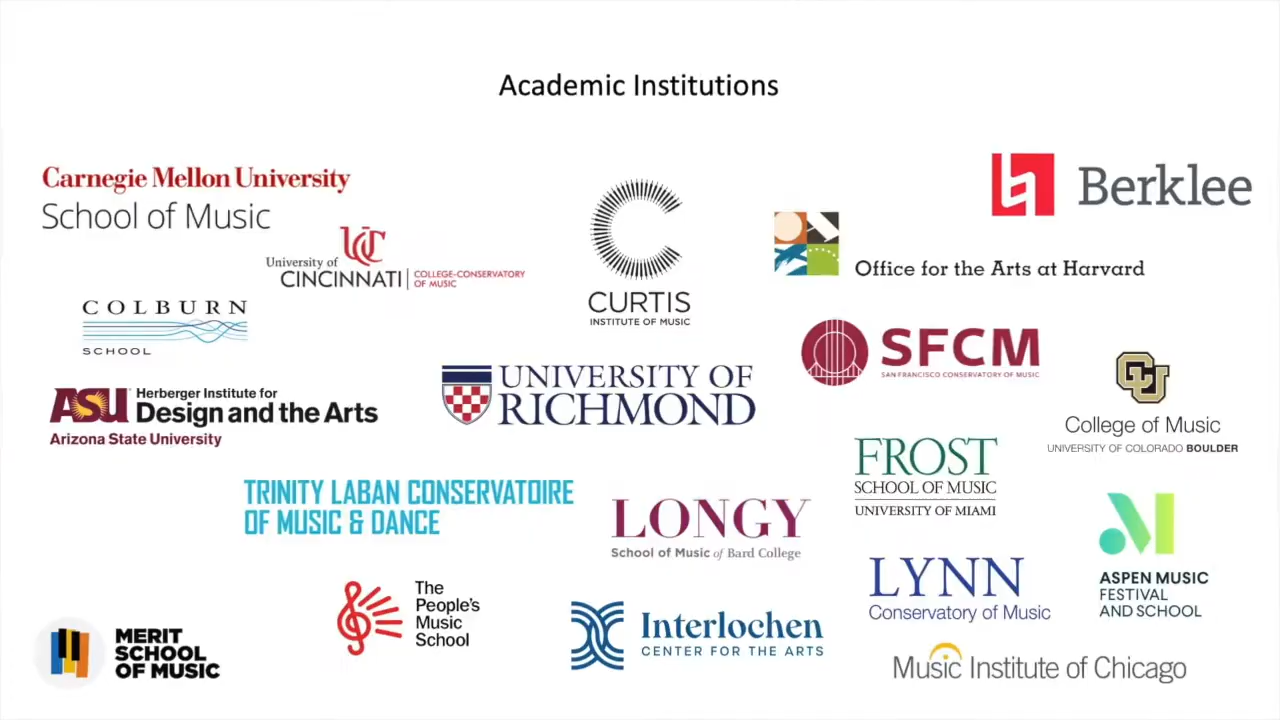 Academic Institutions
Carnegie Mellon University
School of Music
UC
University of
CINCINNATI
COLLEGE-CONSERVATORY
OF MUSIC
CURTIS
INSTITUTE OF MUSIC
Office for the Arts at Harvard
Berklee
COLBURN
SCHOOL
SFCM
SAN FRANCISCO CONSERVATORY OF MUSIC
ASU
Herberger Institute for
Design and the Arts
Arizona State University
UNIVERSITY OF
RICHMOND
CU
College of Music
UNIVERSITY OF COLORADO BOULDER
FROST
SCHOOL OF MUSIC
UNIVERSITY OF MIAMI
TRINITY LABAN CONSERVATOIRE
OF MUSIC & DANCE
LONGY
School of Music of Bard College
ASPEN MUSIC
FESTIVAL
AND SCHOOL
LYNN
Conservatory of Music
The
People's
Music
School
Interlochen
CENTER FOR THE ARTS
MERIT
SCHOOL
OF MUSIC
Music Institute of Chicago